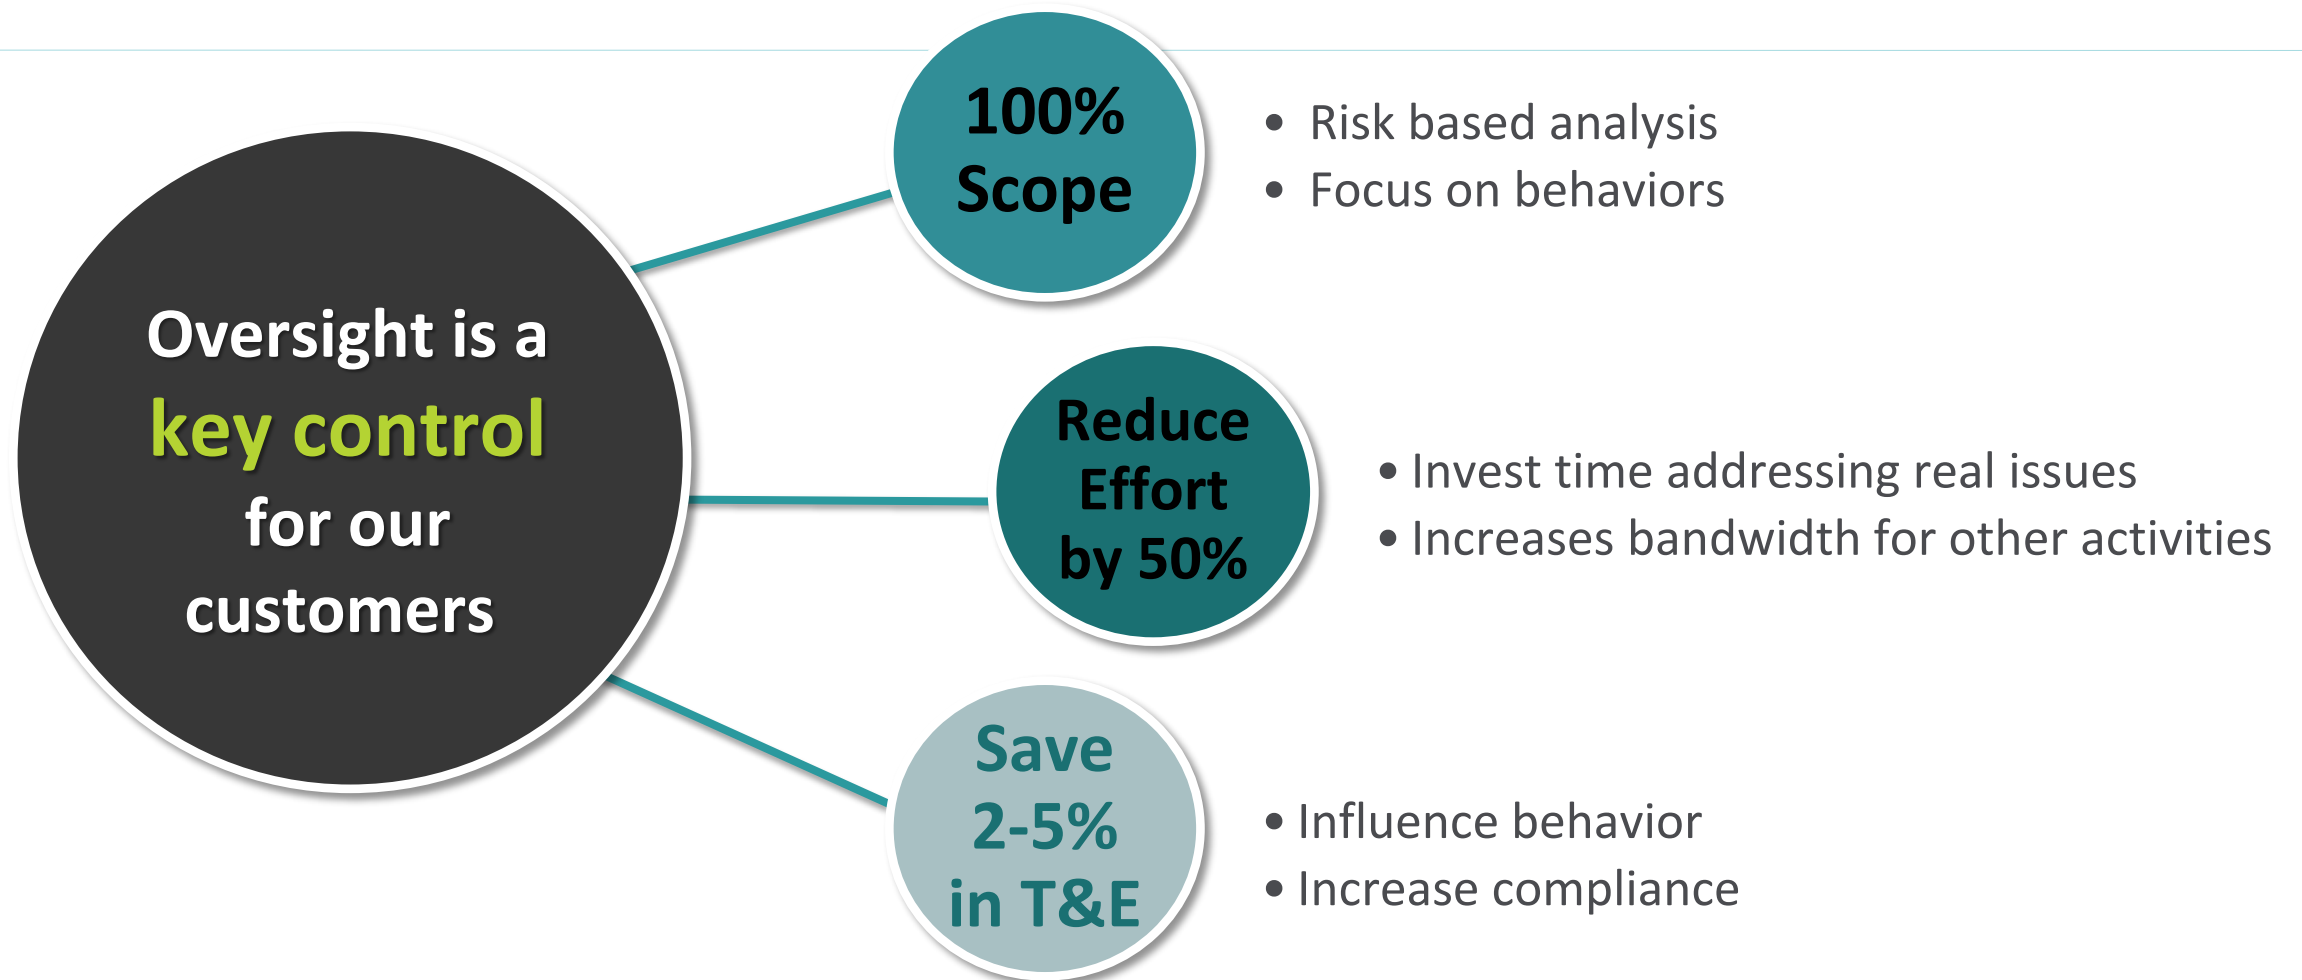 Oversight is a
key control
for our
customers
100%
Scope
• Risk based analysis
• Focus on behaviors
Reduce
Effort
by 50%
• Invest time addressing real issues
• Increases bandwidth for other activities
Save
2-5%
in T&E
• Influence behavior
• Increase compliance